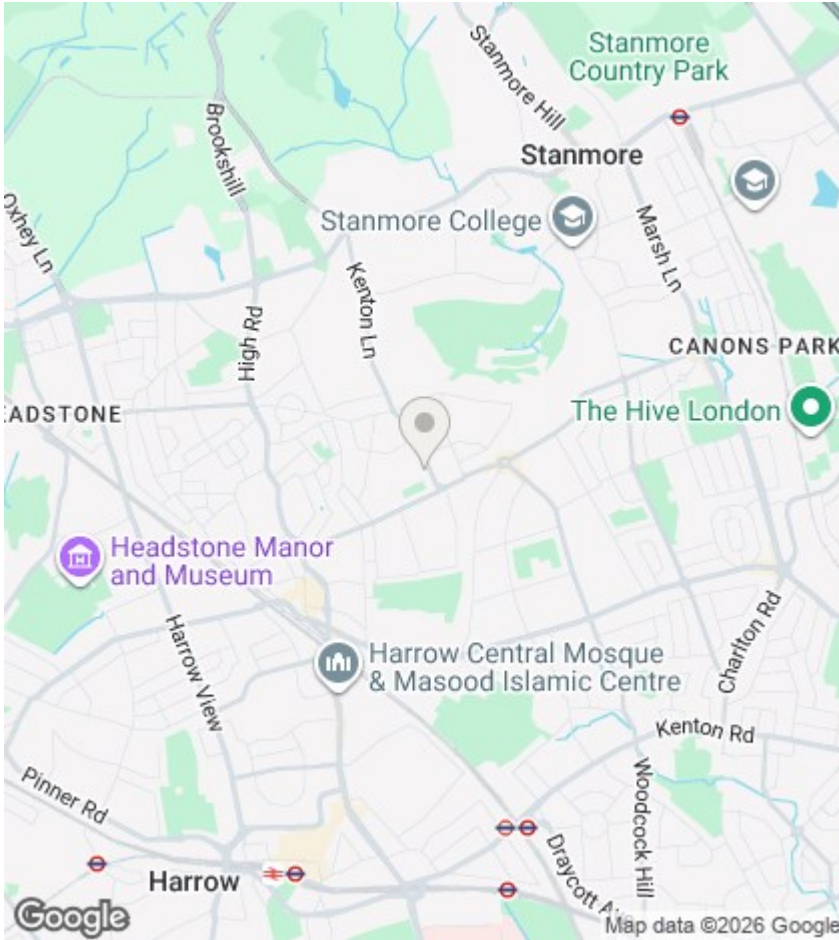 Stanmore
Country Park
Stanmore Hill
Brookshill
Stanmore
Oxhey Ln
Stanmore College
Marsh Ln
Kenton Ln
High Rd
CANONS PARK
EADSTONE
The Hive London
Headstone Manor
and Museum
Harrow View
Harrow Central Mosque
& Masood Islamic Centre
Charlton Rd
Kenton Rd
Pinner Rd
Woodcock Hill
Draycott Ave
Harrow
Google
Map data ©2026 Google